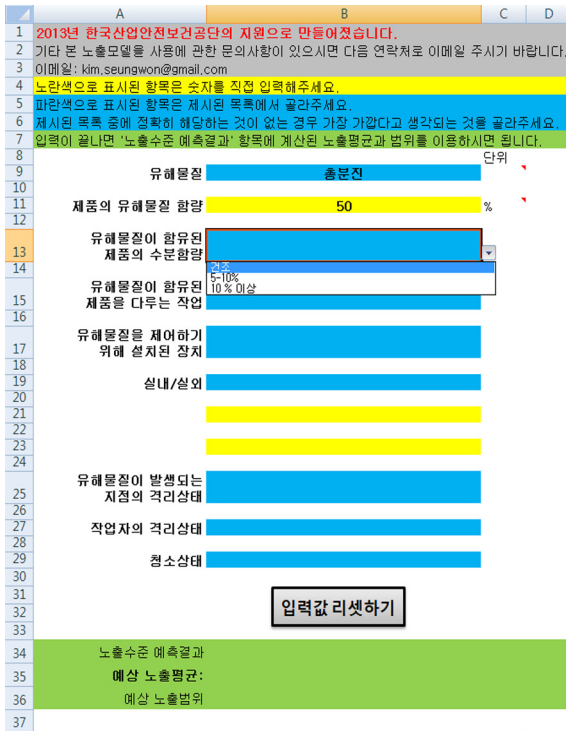 A B C D
1 2013년 한국산업안전보건공단의 지원으로 만들어졌습니다.
2 기타 본 노출모델을 사용에 관한 문의사항이 있으시면 다음 연락처로 이메일 주시기 바랍니다.
3 이메일: kim.seungwon@gmail.com
4 노란색으로 표시된 항목은 숫자를 직접 입력해주세요.
5 파란색으로 표시된 항목은 제시된 목록에서 골라주세요.
6 제시된 목록 중에 정확히 해당하는 것이 없는 경우 가장 가깝다고 생각되는 것을 골라주세요.
7 입력이 끝나면 '노출수준 예측결과' 항목에 계산된 노출평균과 범위를 이용하시면 됩니다.
8 단위
9 유해물질 총분진
10
11 제품의 유해물질 함량 50 %
12
유해물질이 함유된
13 제품의 수분함량
14 건조
5-10%
10 % 이상
유해물질이 함유된
15 제품을 다루는 작업
16
유해물질을 제어하기
17 위해 설치된 장치
18
19 실내/실외
20
21
22
23
24
유해물질이 발생되는
25 지점의 격리상태
26
27 작업자의 격리상태
28
29 청소상태
30
31
입력값 리셋하기
32
33
34 노출수준 예측결과
35 예상 노출평균:
36 예상 노출범위
37